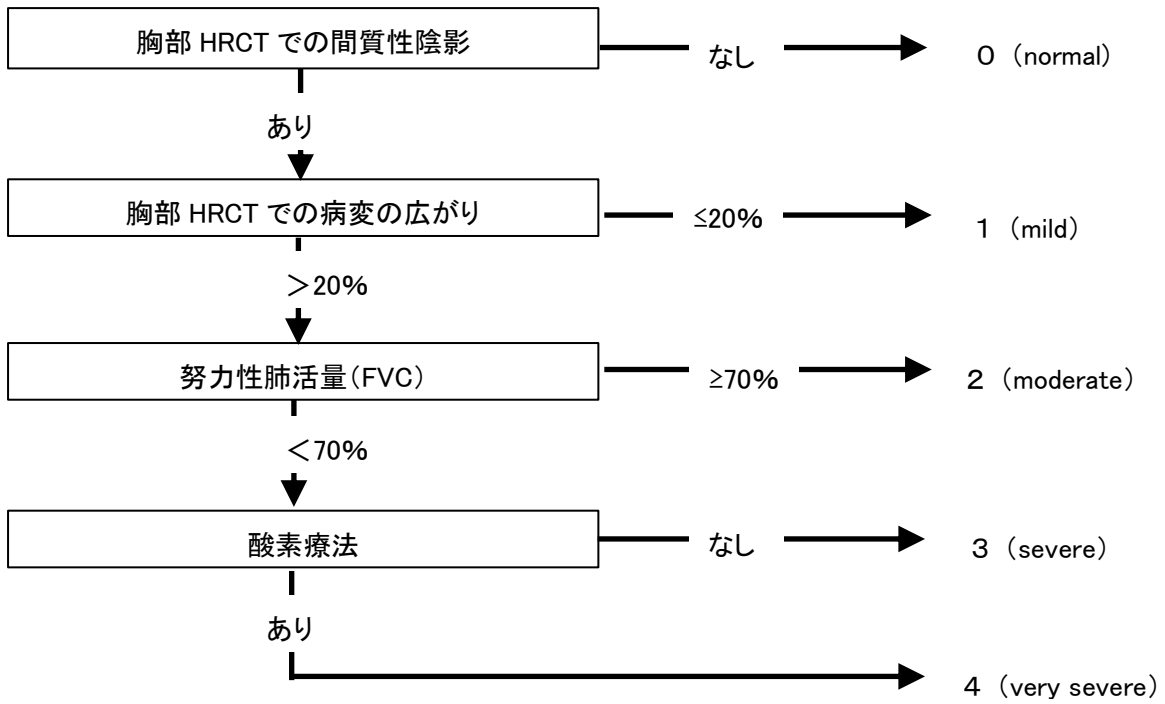 胸部 HRCT での間質性陰影
なし
０ （normal）
あり
胸部 HRCT での病変の広がり
≤20%
１ （mild）
＞20%
努力性肺活量（FVC）
≥70%
２ （moderate）
＜70%
酸素療法
なし
３ （severe）
あり
４ （very severe）